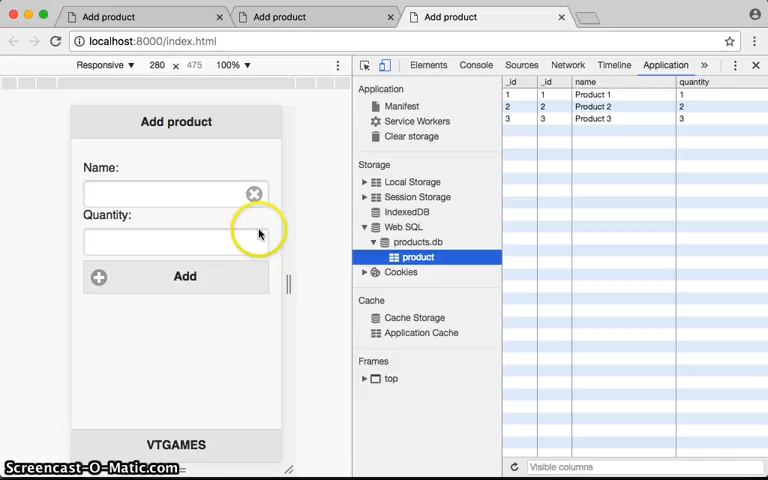 Add product
Add product
Add product
localhost:8000/index.html
Responsive ▼ 280 × 475 100% ▼
Elements Console Sources Network Timeline Application »
Add product
Name:
Quantity:
Add
VTGAMES
Application
Manifest
Service Workers
Clear storage
Storage
Local Storage
Session Storage
IndexedDB
Web SQL
products.db
product
Cookies
Cache
Cache Storage
Application Cache
Frames
top
_id _id name quantity
1 1 Product 1 1
2 2 Product 2 2
3 3 Product 3 3
Visible columns
Screencast-O-Matic.com